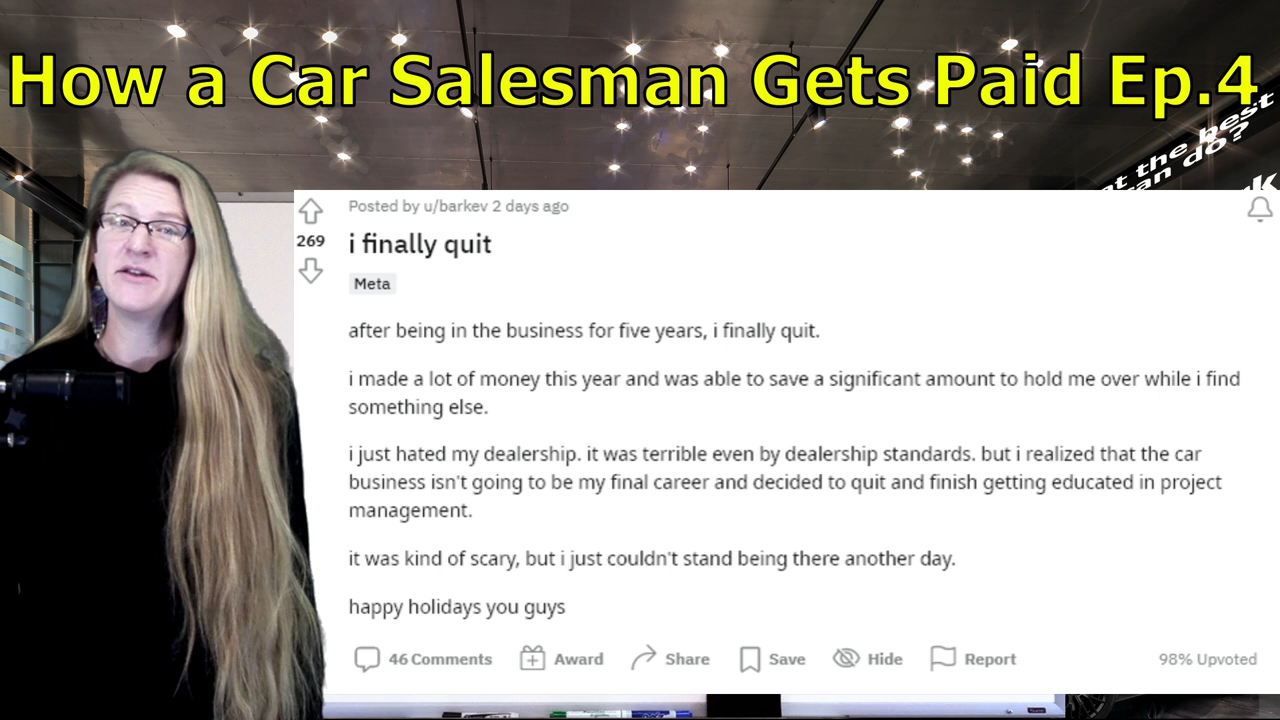 How a Car Salesman Gets Paid Ep.4
the best
do?
Posted by u/barkev 2 days ago
269
i finally quit
Meta
after being in the business for five years, i finally quit.
i made a lot of money this year and was able to save a significant amount to hold me over while i find
something else.
i just hated my dealership. it was terrible even by dealership standards. but i realized that the car
business isn't going to be my final career and decided to quit and finish getting educated in project
management.
it was kind of scary, but i just couldn't stand being there another day.
happy holidays you guys
46 Comments Award Share Save Hide Report 98% Upvoted